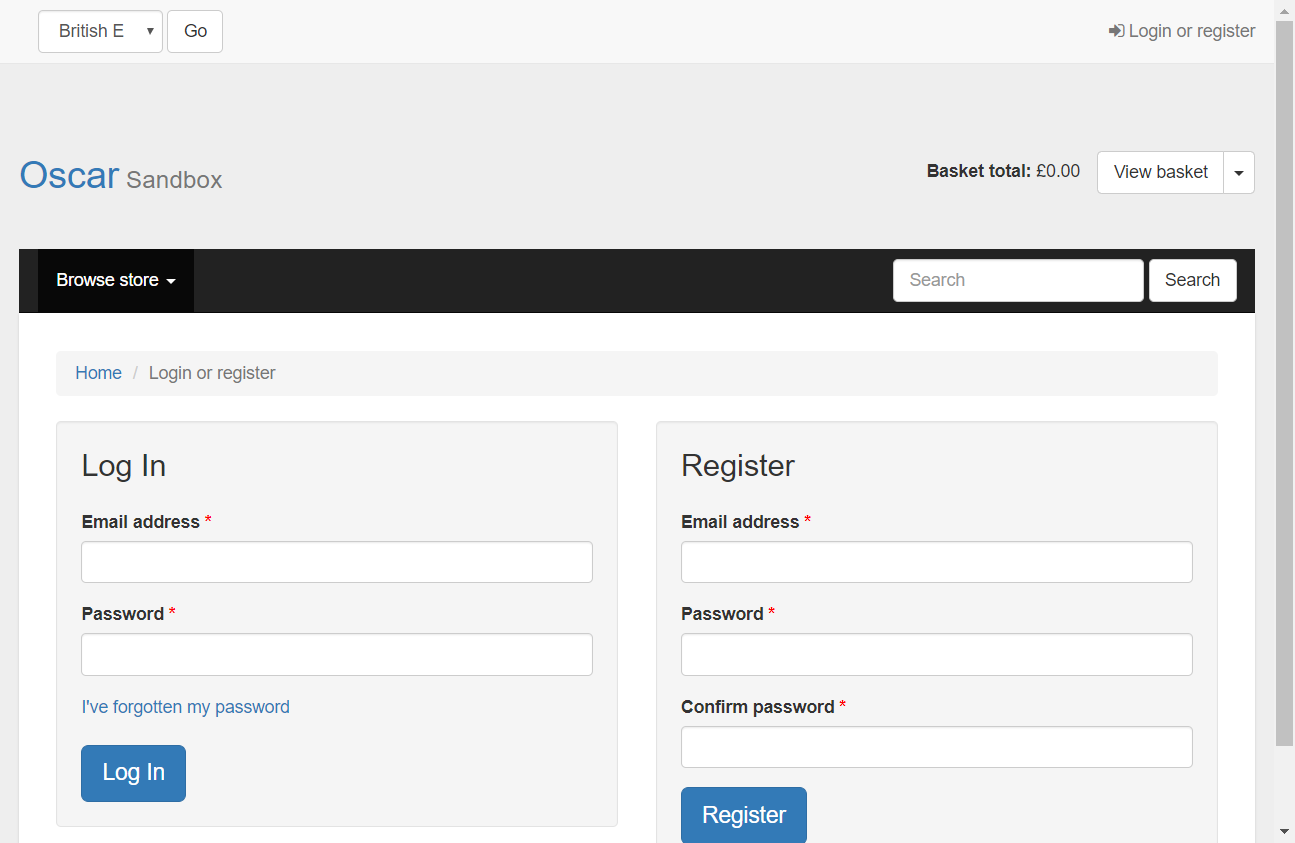 British E
Go
Login or register
Oscar Sandbox
Basket total: £0.00
View basket
Browse store
Search
Search
Home / Login or register
Log In
Email address *
Password *
I've forgotten my password
Log In
Register
Email address *
Password *
Confirm password *
Register